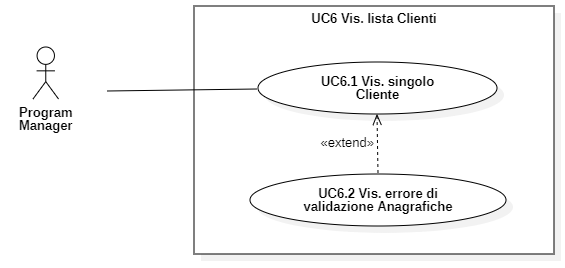 UC6 Vis. lista Clienti
UC6.1 Vis. singolo
Cliente
Program
Manager
«extend»
UC6.2 Vis. errore di
validazione Anagrafiche